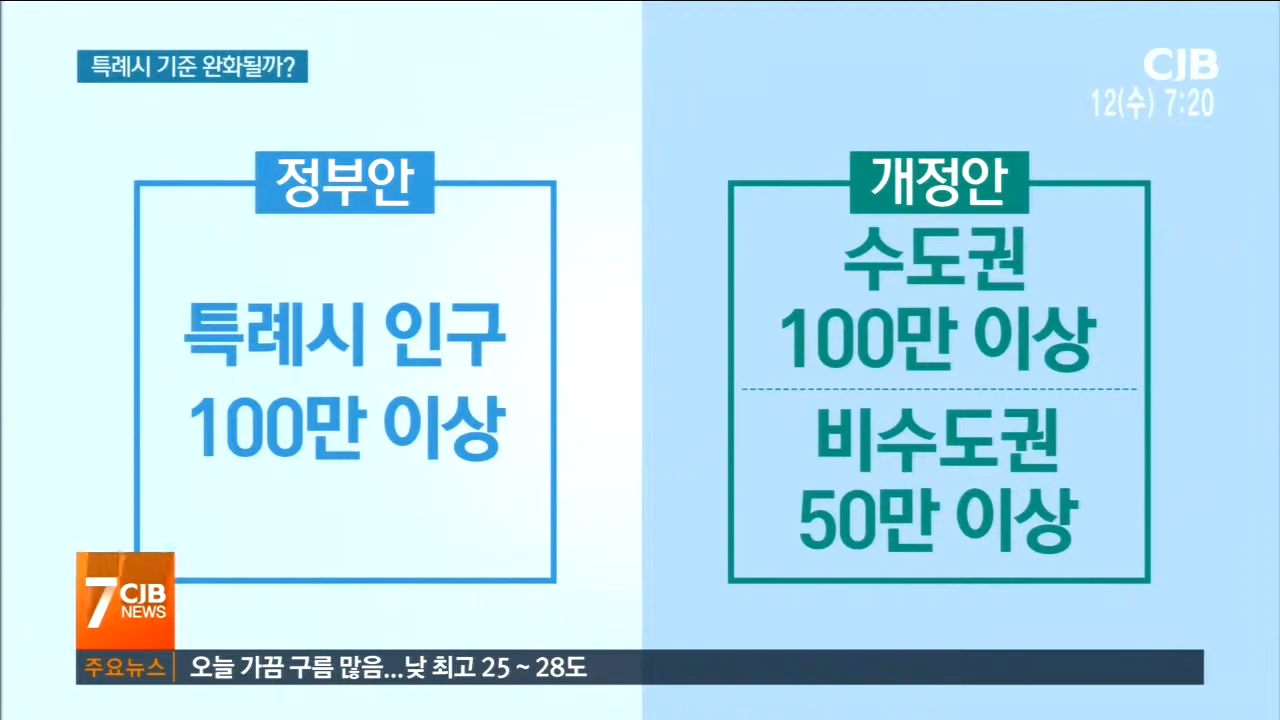 특례시 기준 완화될까?
CJB
12(수) 7:20
정부안
특례시 인구
100만 이상
개정안
수도권
100만 이상
비수도권
50만 이상
7 CJB
NEWS
주요뉴스 오늘 가끔 구름 많음...낮 최고 25 ~ 28도